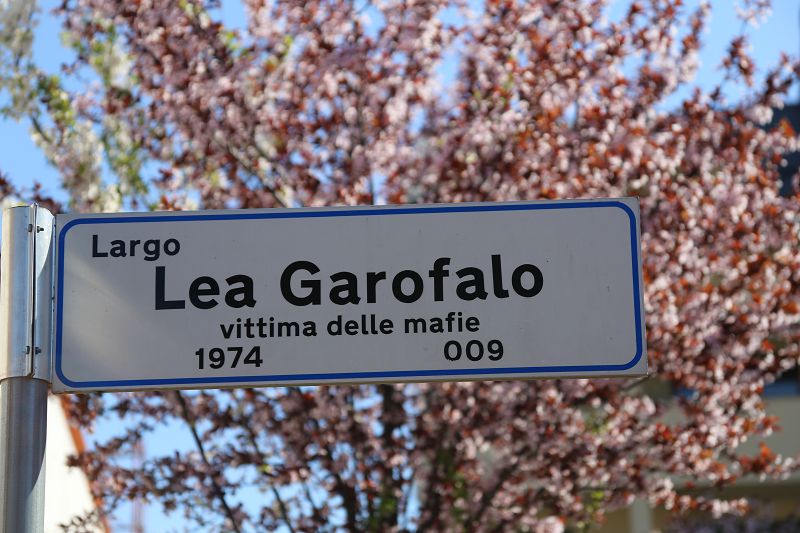 Largo
Lea Garofalo
vittima delle mafie
1974 009